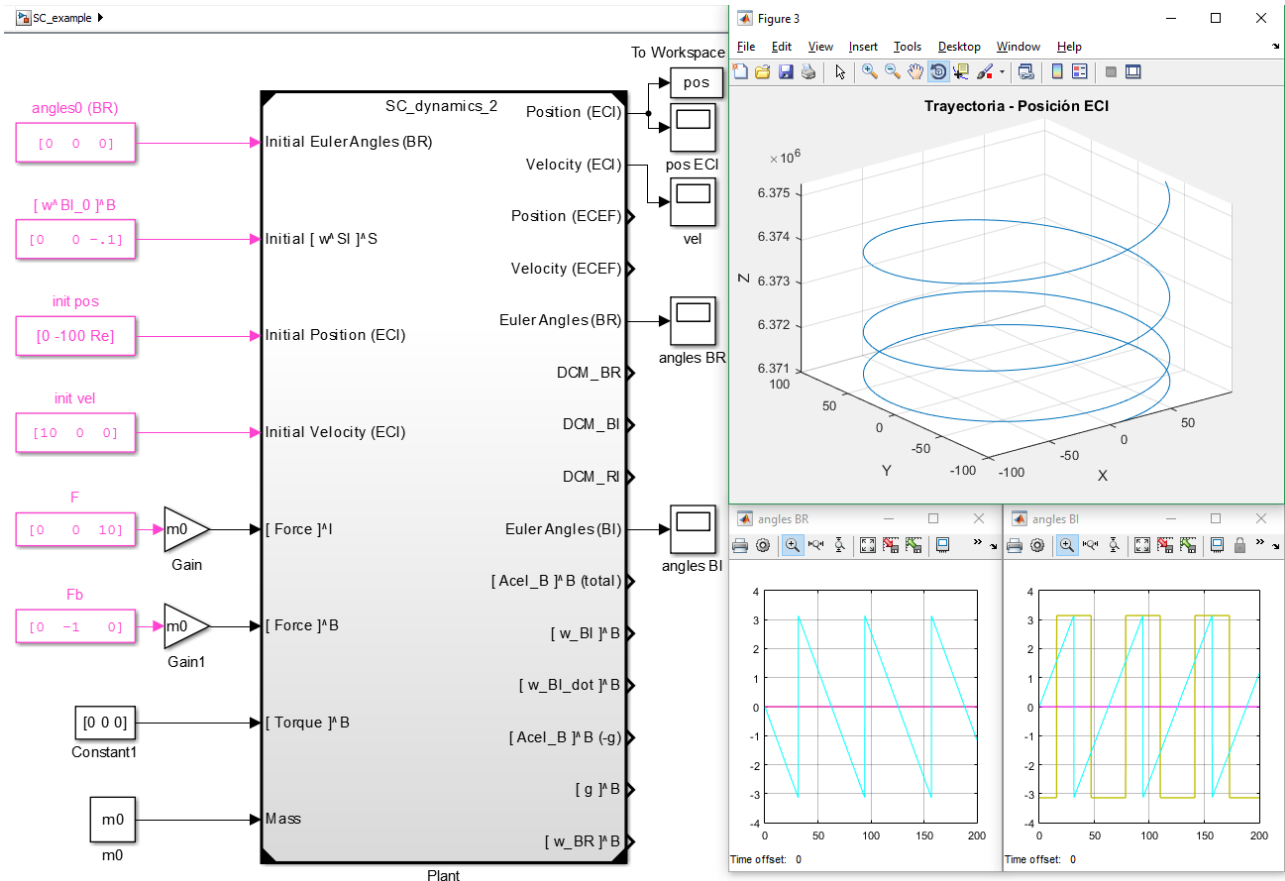 SC_example
To Workspace
angles0 (BR)
[0 0 0]
[ w^BI_0 ]^B
[0 0 -.1]
init pos
[0 -100 Re]
init vel
[10 0 0]
F
[0 0 10]
m0
Gain
Fb
[0 -1 0]
m0
Gain1
[0 0 0]
Constant1
m0
m0
SC_dynamics_2
Initial EulerAngles (BR)
Initial [ w^SI ]^S
Initial Position (ECI)
Initial Velocity (ECI)
[ Force ]^I
[ Force ]^B
[ Torque ]^B
Mass
Position (ECI)
Velocity (ECI)
Position (ECEF)
Velocity (ECEF)
Euler Angles (BR)
DCM_BR
DCM_BI
DCM_RI
Euler Angles (BI)
[ Acel_B ]^B (total)
[ w_BI ]^B
[ w_BI_dot ]^B
[ Acel_B ]^B (-g)
[ g ]^B
[ w_BR ]^B
Plant
pos
pos ECI
vel
angles BR
angles BI
Figure 3
File Edit View Insert Tools Desktop Window Help
Trayectoria - Posición ECI
×10^6
6.375
6.374
6.373
6.372
6.371
Z
100
50
0
-50
-100
Y
-100
-50
0
50
X
angles BR
4
3
2
1
0
-1
-2
-3
-4
0 50 100 150 200
Time offset: 0
angles BI
4
3
2
1
0
-1
-2
-3
-4
0 50 100 150 200
Time offset: 0